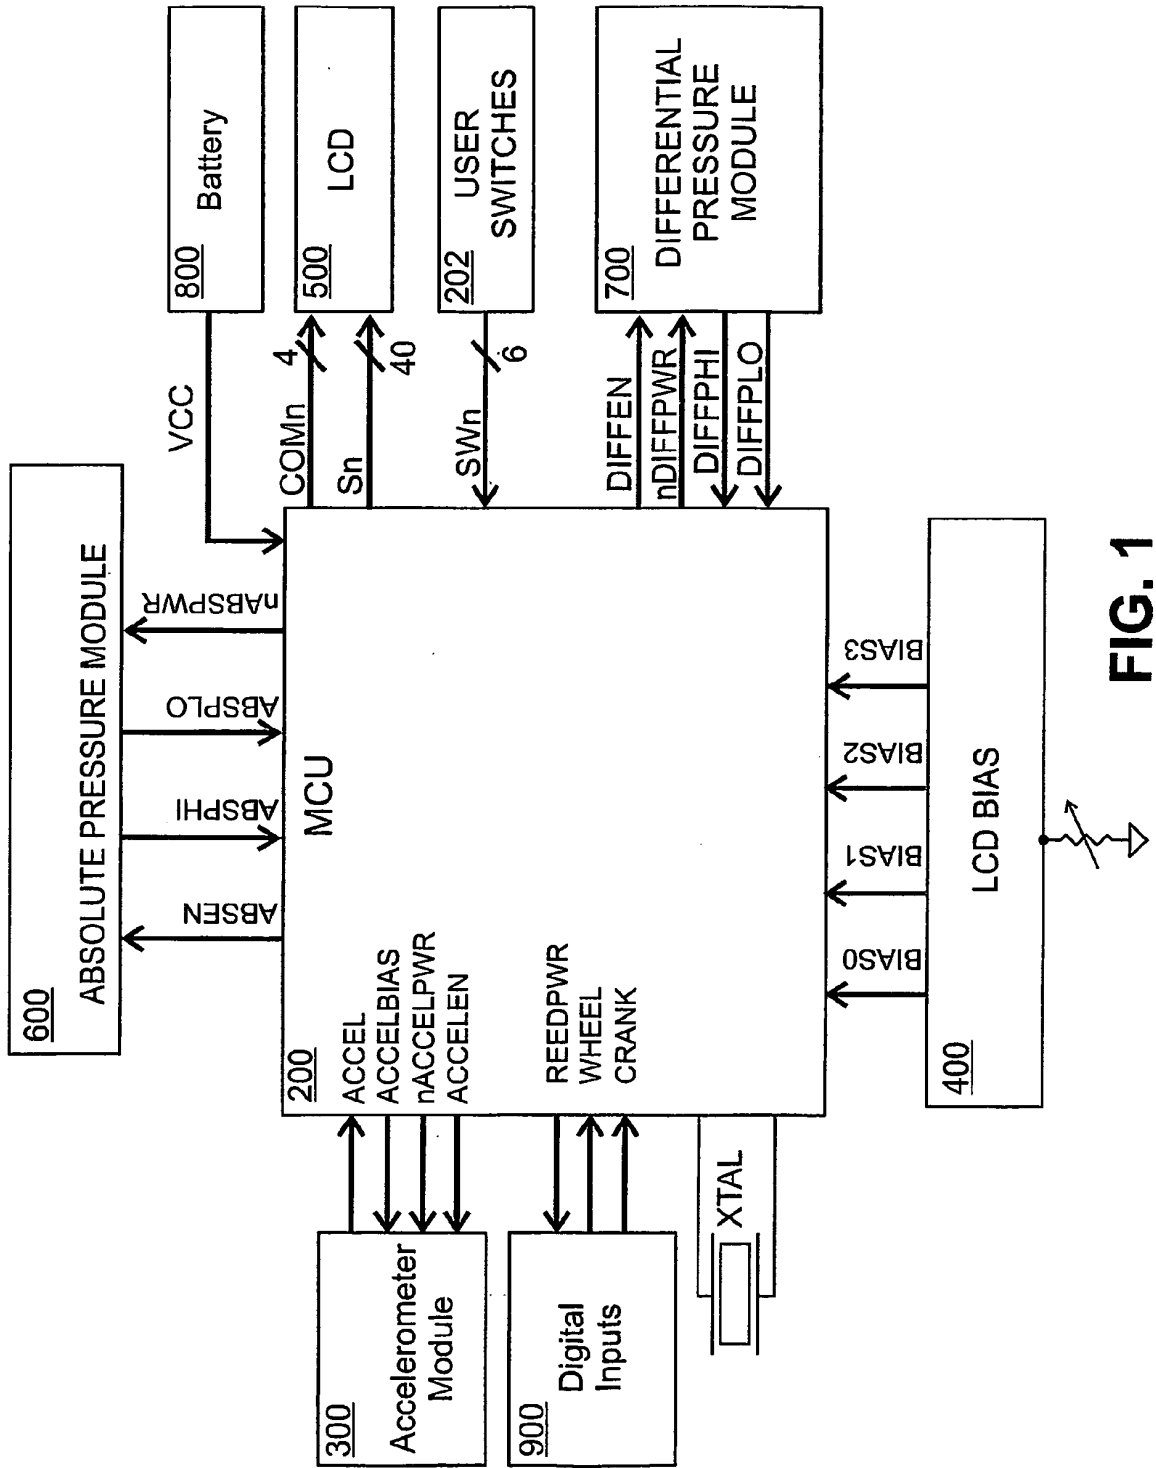 600
ABSOLUTE PRESSURE MODULE
ABSEN
ABSPHI
ABSPLO
nABSPWR
VCC
800
Battery
300
Accelerometer
Module
200
MCU
ACCEL
ACCELBIAS
nACCELPWR
ACCELEN
COMn
4
Sn
40
500
LCD
SWn
6
202
USER
SWITCHES
900
Digital
Inputs
REEDPWR
WHEEL
CRANK
DIFFEN
nDIFFPWR
DIFFPHI
DIFFPLO
700
DIFFERENTIAL
PRESSURE
MODULE
XTAL
BIAS0
BIAS1
BIAS2
BIAS3
400
LCD BIAS
FIG. 1